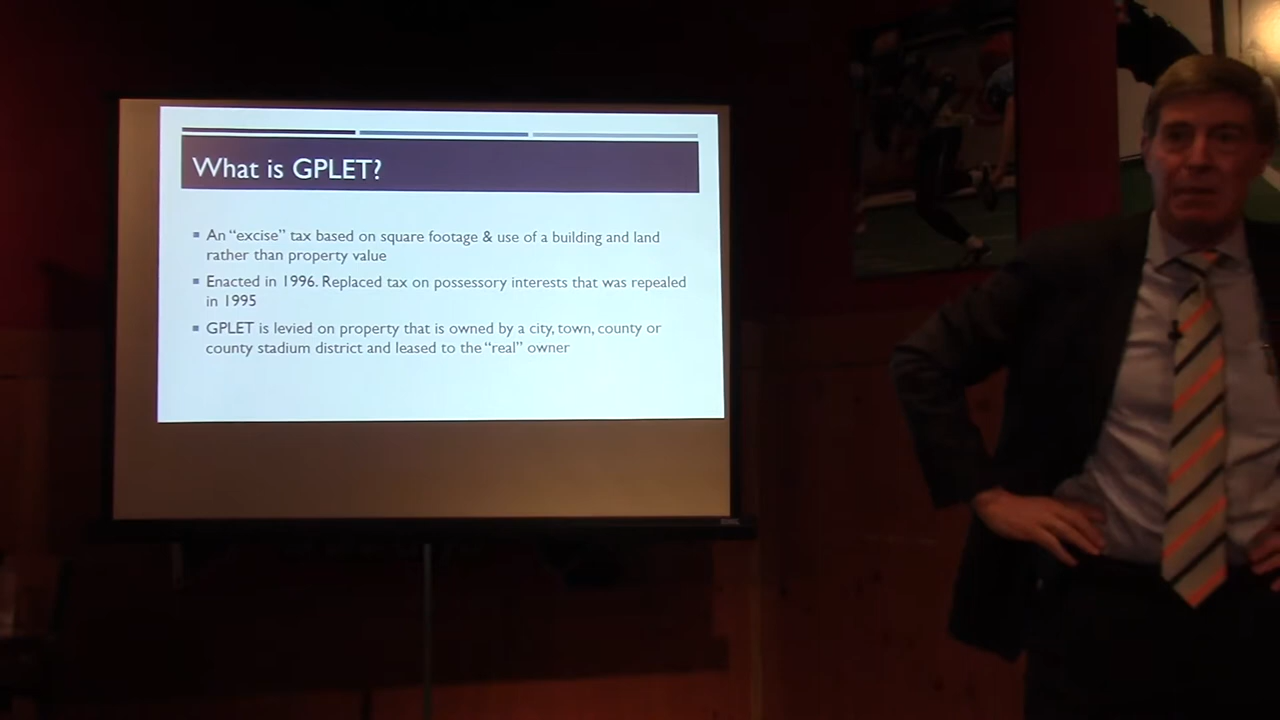 What is GPLET?
▪ An “excise” tax based on square footage & use of a building and land
rather than property value
▪ Enacted in 1996. Replaced tax on possessory interests that was repealed
in 1995
▪ GPLET is levied on property that is owned by a city, town, county or
county stadium district and leased to the “real” owner